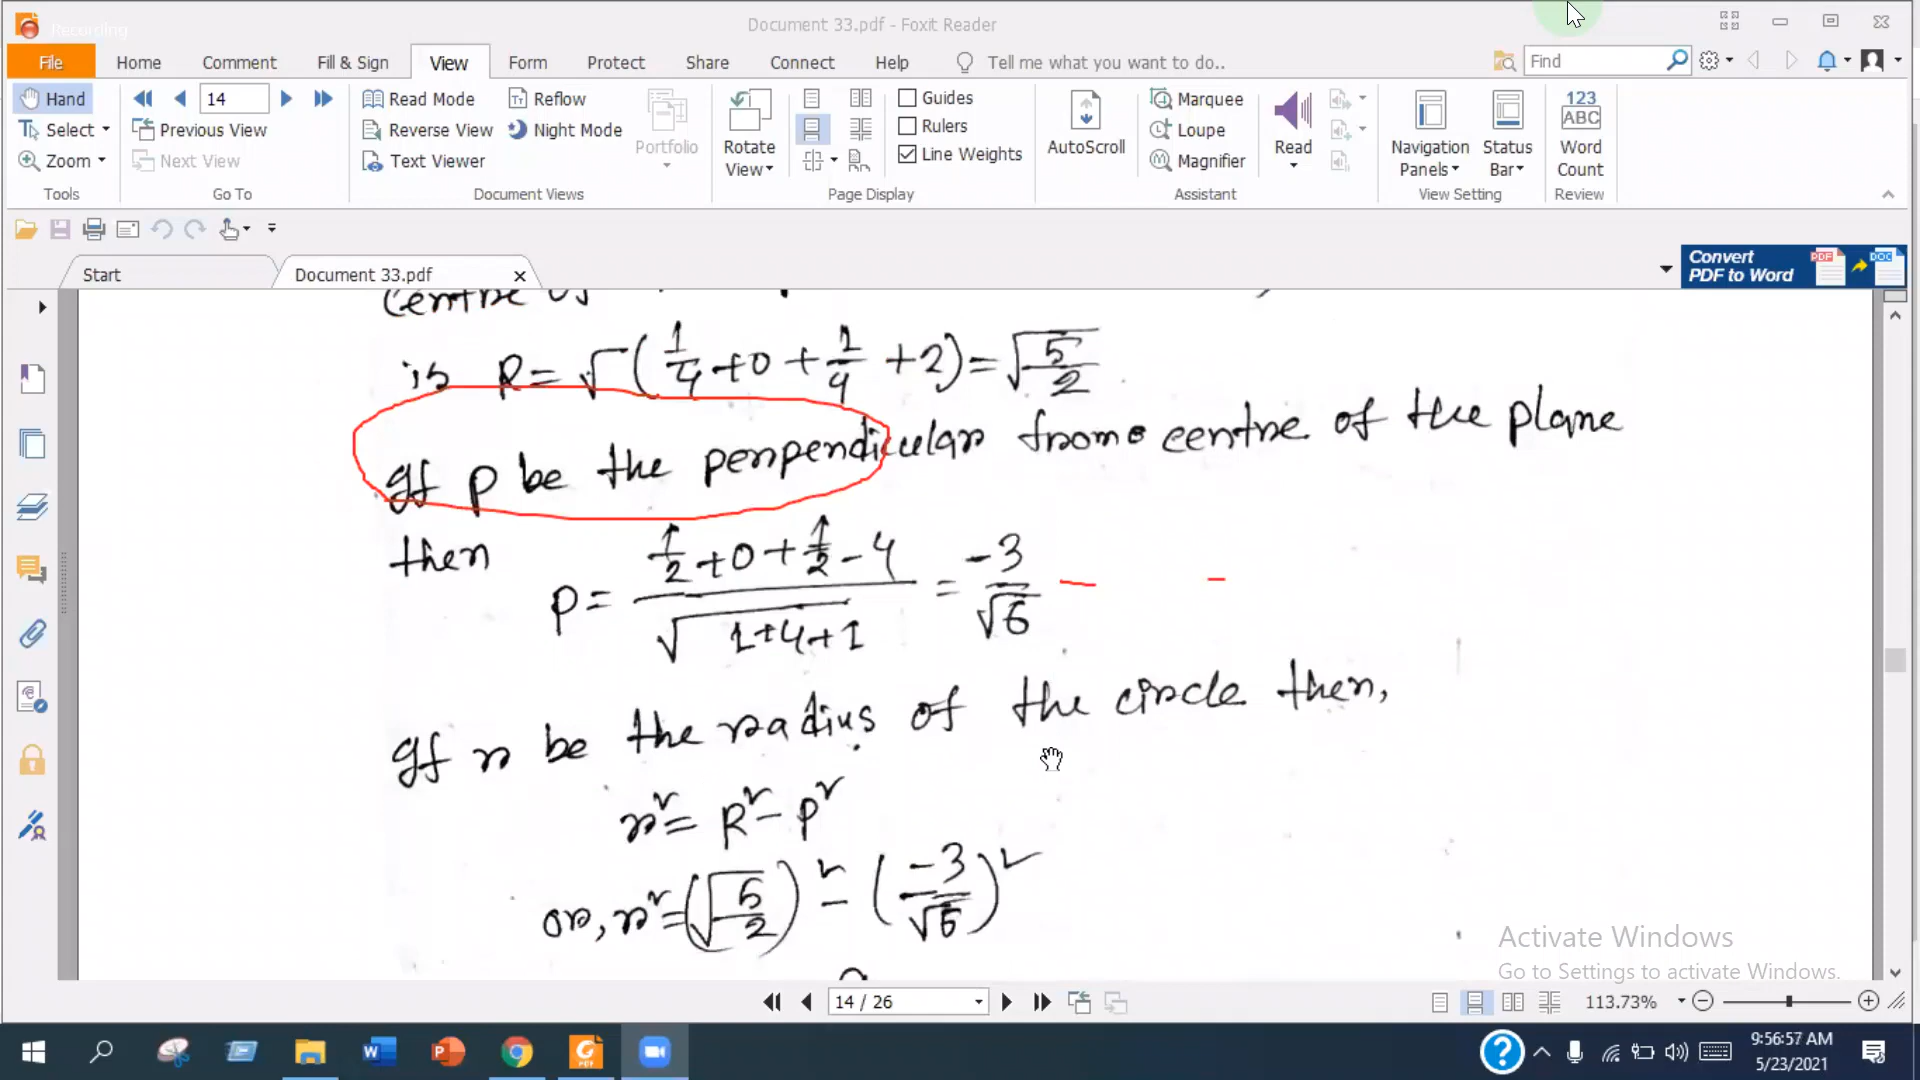 Recording
Document 33.pdf - Foxit Reader
File Home Comment Fill & Sign View Form Protect Share Connect Help Tell me what you want to do.. Find
Hand 14 Read Mode Reflow Guides Marquee 123 ABC
Select Previous View Reverse View Night Mode Portfolio Rotate View Rulers AutoScroll Loupe Read Navigation Panels Status Bar Word Count
Zoom Next View Text Viewer Line Weights Magnifier
Tools Go To Document Views Page Display Assistant View Setting Review
Start Document 33.pdf Convert PDF to Word PDF DOC
Centre of
is R = √(1/4 + 0 + 1/4 + 2) = √5/2
If p be the perpendicular from centre of the plane
then
p = (1/2 + 0 + 1/2 - 4)/√(1+4+1) = -3/√6
If r be the radius of the circle then,
r² = R² - p²
or, r² = (√5/2)² - (-3/√6)²
Activate Windows
Go to Settings to activate Windows.
14 / 26 113.73%
9:56:57 AM
5/23/2021